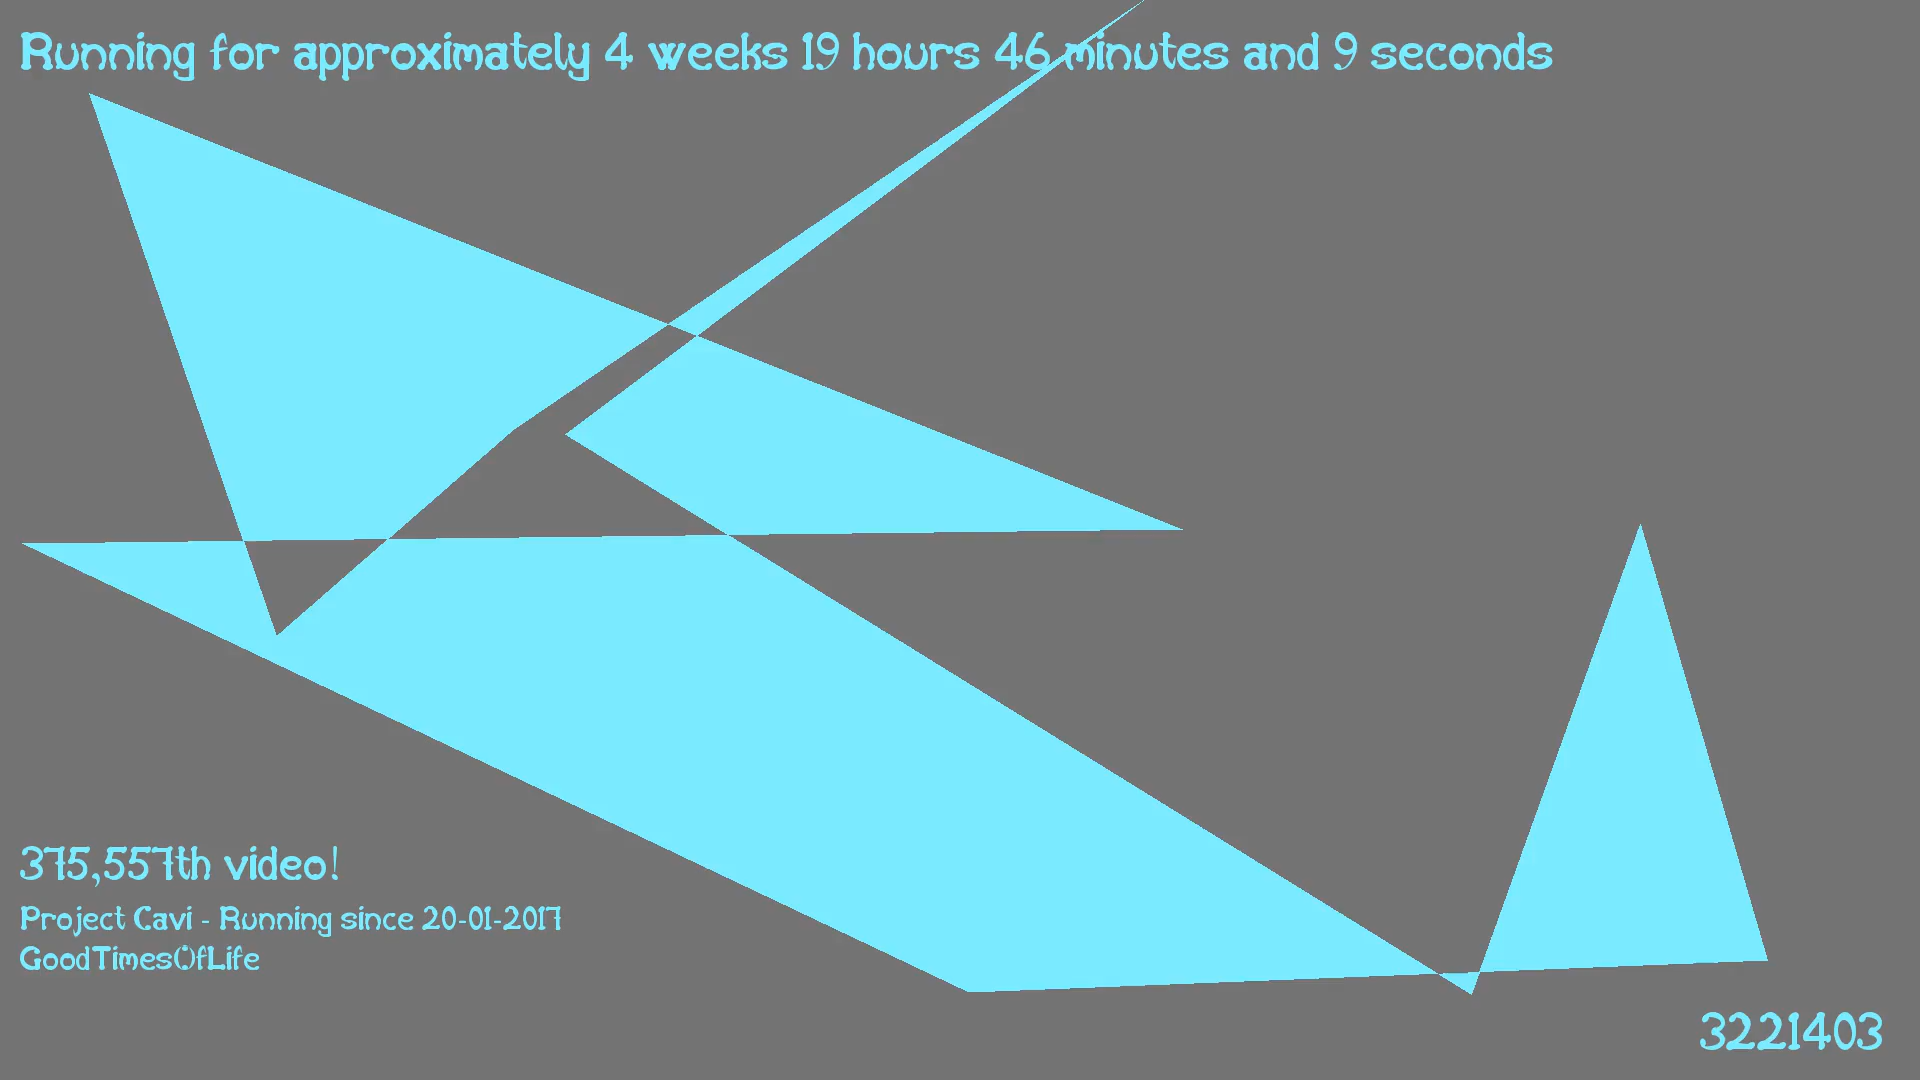 Running for approximately 4 weeks 19 hours 46 minutes and 9 seconds
375,557th video!
Project Cavi - Running since 20-01-2017
GoodTimesOfLife
3221403